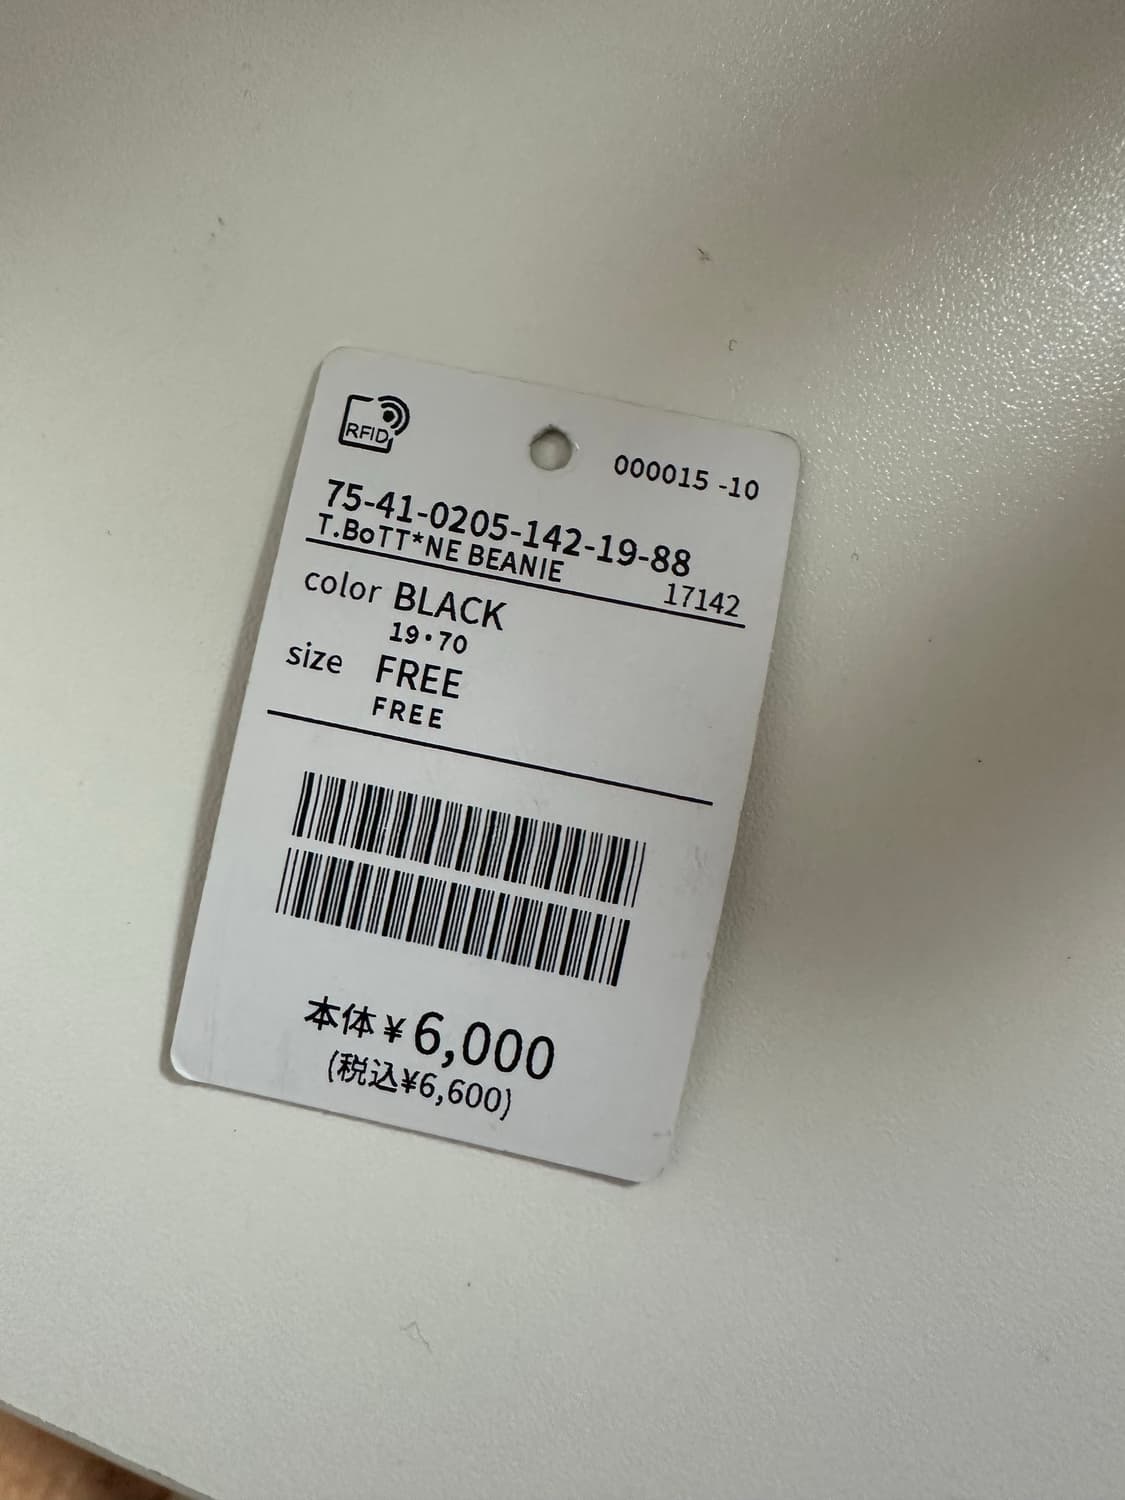 RFID
000015 -10
75-41-0205-142-19-88
T.BoTT*NE BEANIE
17142
color BLACK
19・70
size FREE
FREE
本体 ¥6,000
(税込¥6,600)